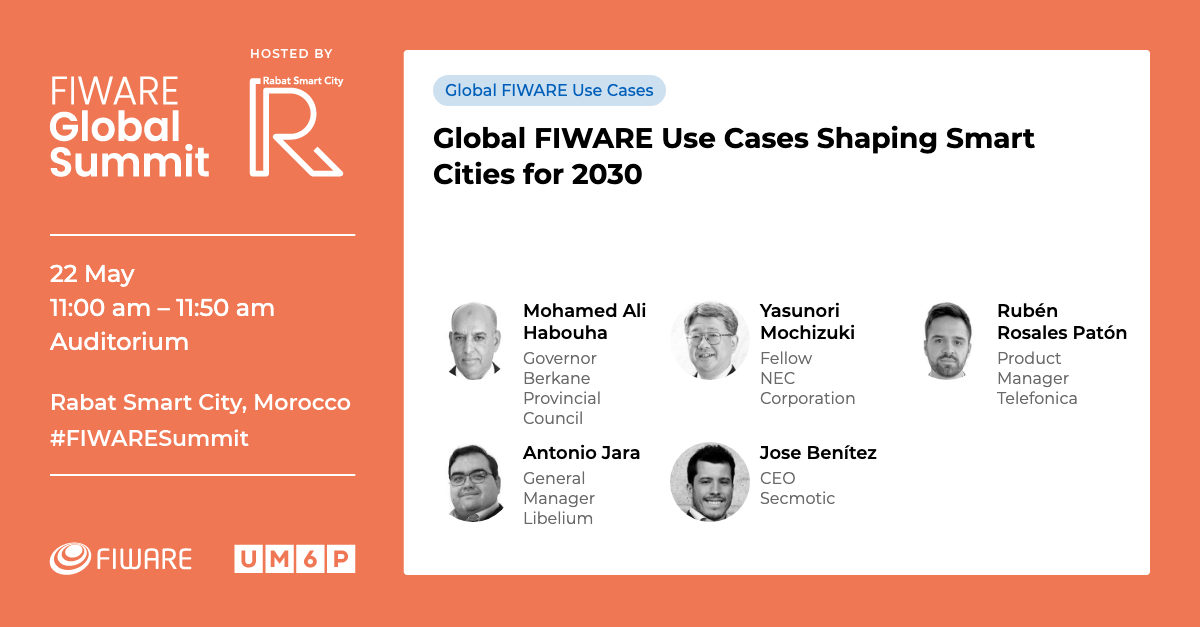 HOSTED BY
FIWARE
Global
Summit
Rabat Smart City
R
22 May
11:00 am – 11:50 am
Auditorium
Rabat Smart City, Morocco
#FIWARESummit
FIWARE
UM6P
Global FIWARE Use Cases
Global FIWARE Use Cases Shaping Smart
Cities for 2030
Mohamed Ali
Habouha
Governor
Berkane
Provincial
Council
Yasunori
Mochizuki
Fellow
NEC
Corporation
Rubén
Rosales Patón
Product
Manager
Telefonica
Antonio Jara
General
Manager
Libelium
Jose Benítez
CEO
Secmotic